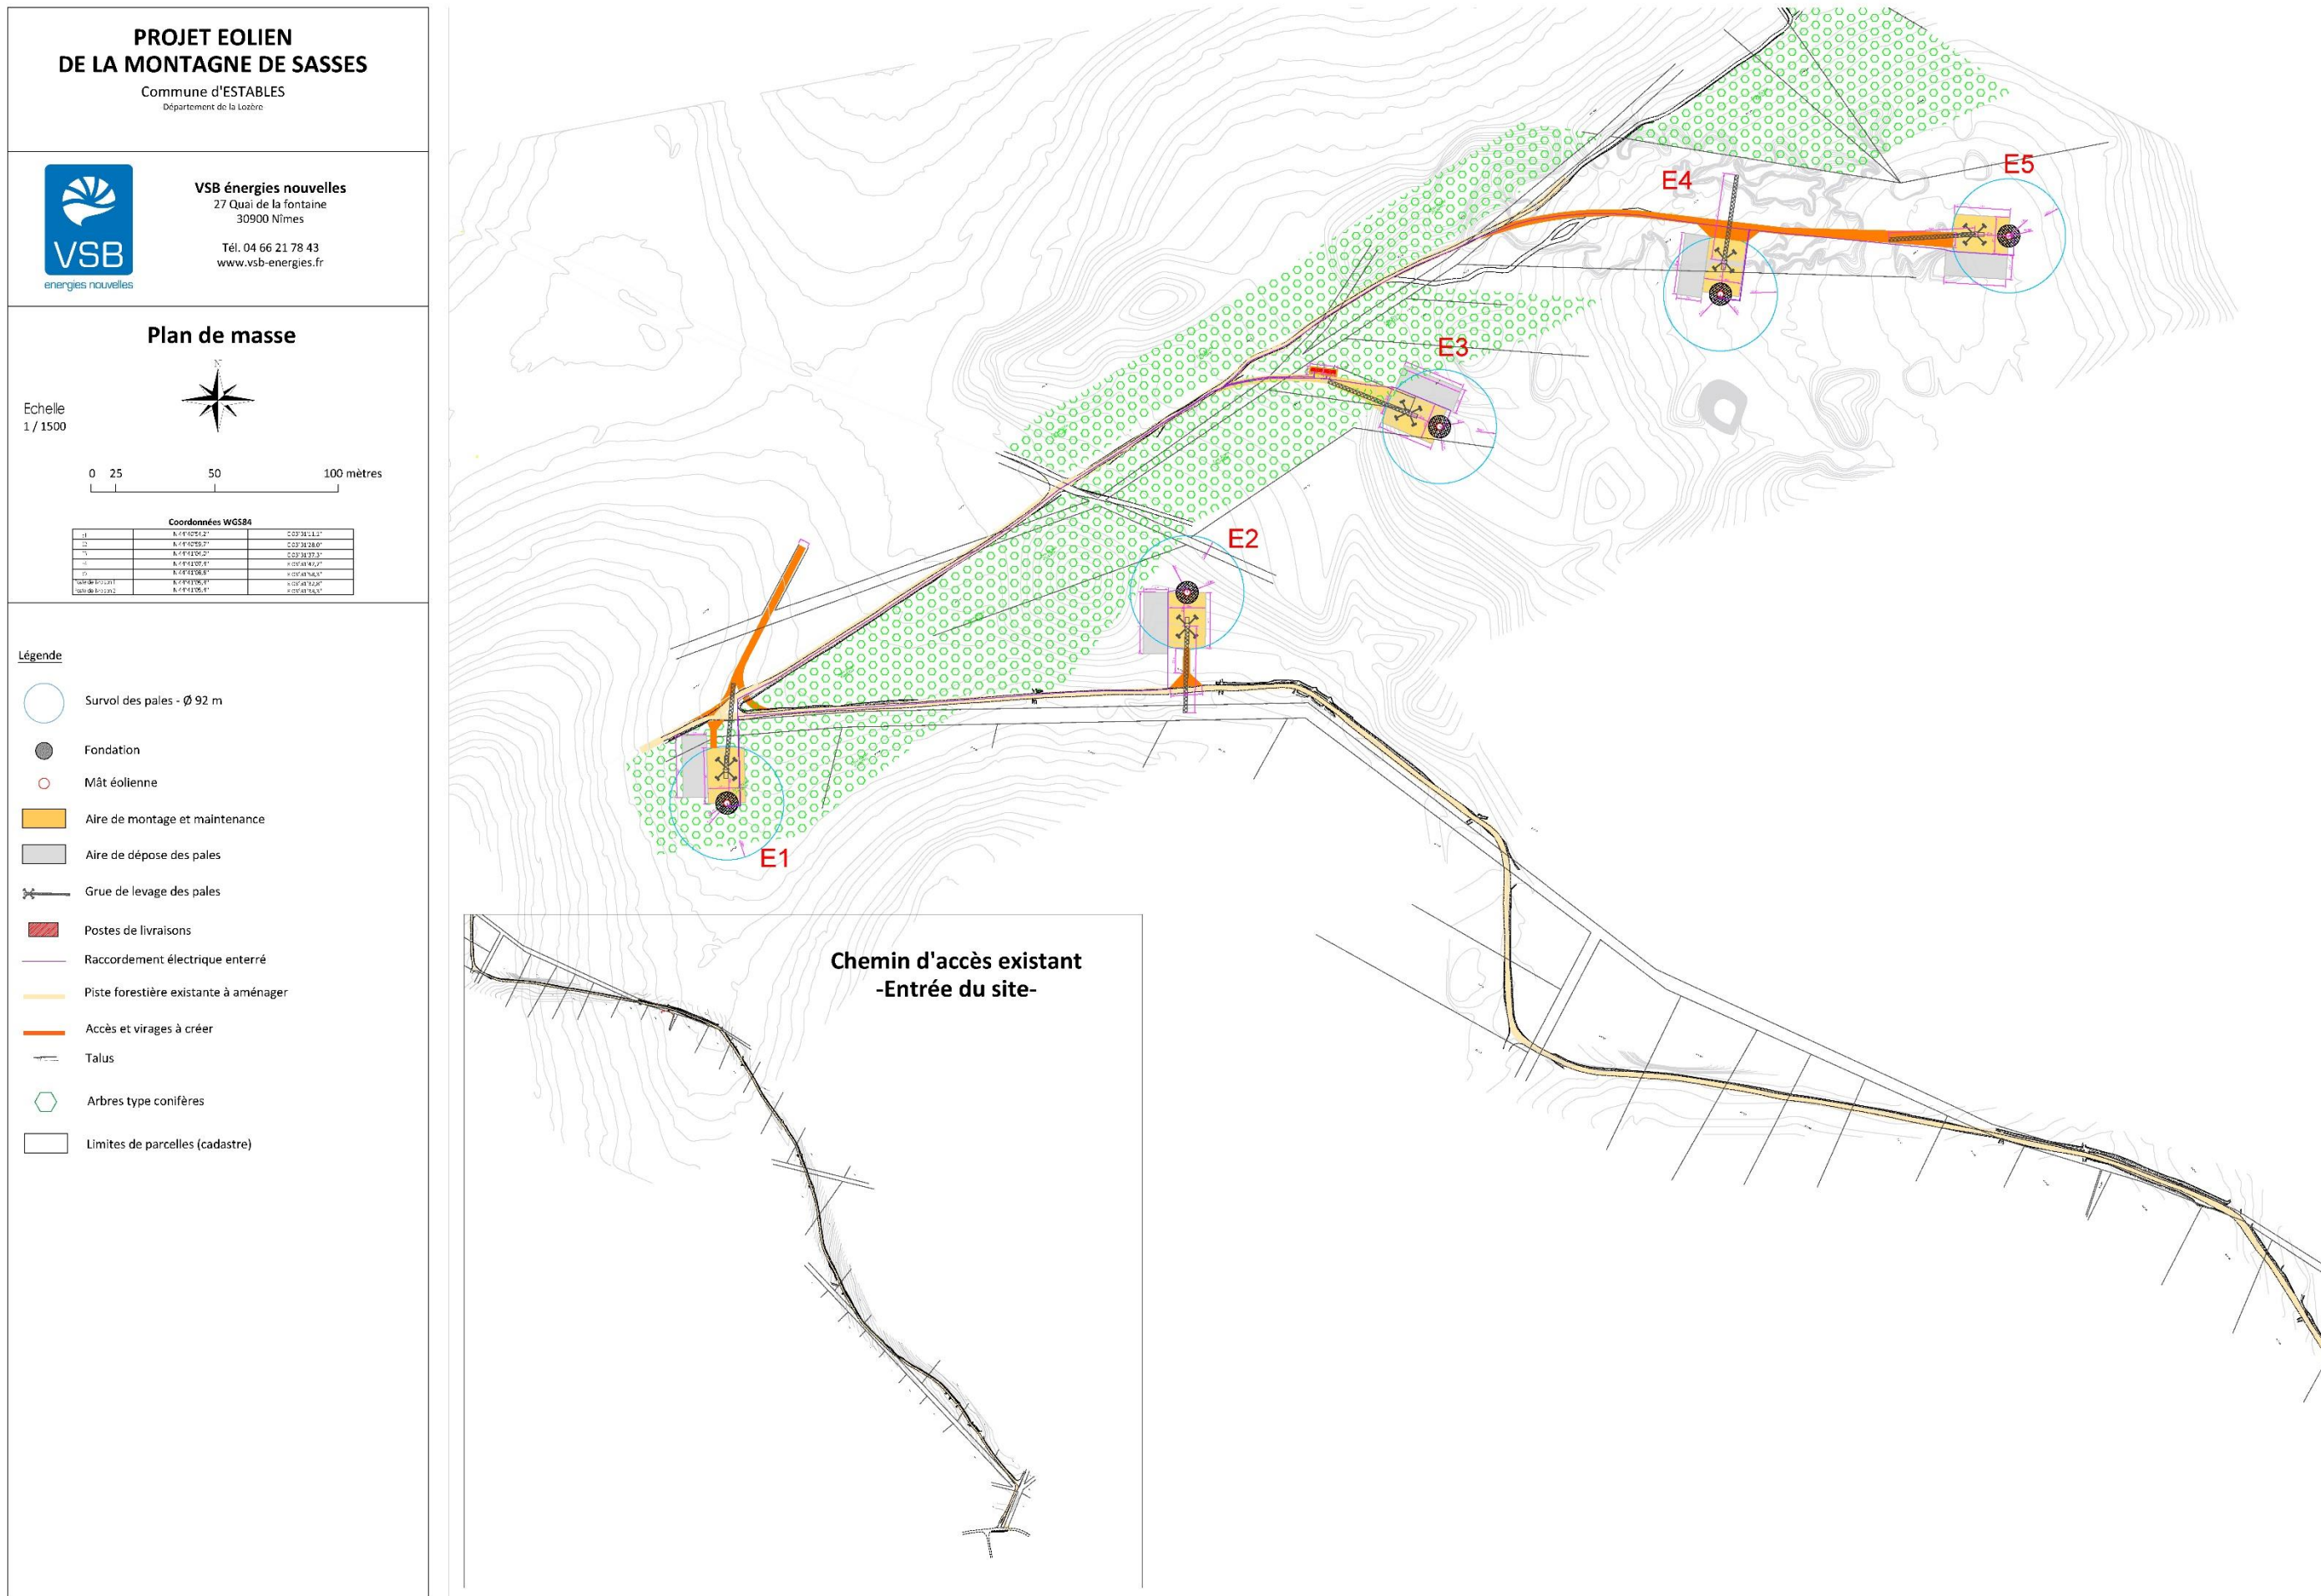 PROJET EOLIEN
DE LA MONTAGNE DE SASSES
Commune d'ESTABLES
Département de la Lozère
VSB
energies nouvelles
VSB énergies nouvelles
27 Quai de la fontaine
30900 Nîmes
Tél. 04 66 21 78 43
www.vsb-energies.fr
Plan de masse
N
Echelle
1 / 1500
0 25 50 100 mètres
Coordonnées WGS84
Légende
Survol des pales - Ø 92 m
Fondation
Mât éolienne
Aire de montage et maintenance
Aire de dépose des pales
Grue de levage des pales
Postes de livraisons
Raccordement électrique enterré
Piste forestière existante à aménager
Accès et virages à créer
Talus
Arbres type conifères
Limites de parcelles (cadastre)
E5
E4
E3
E2
E1
Chemin d'accès existant
-Entrée du site-